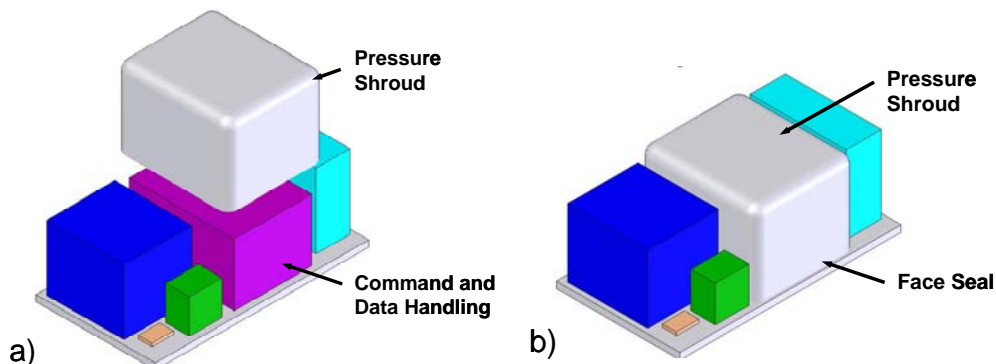 Pressure
Shroud
Command and
Data Handling
a)
Pressure
Shroud
Face Seal
b)